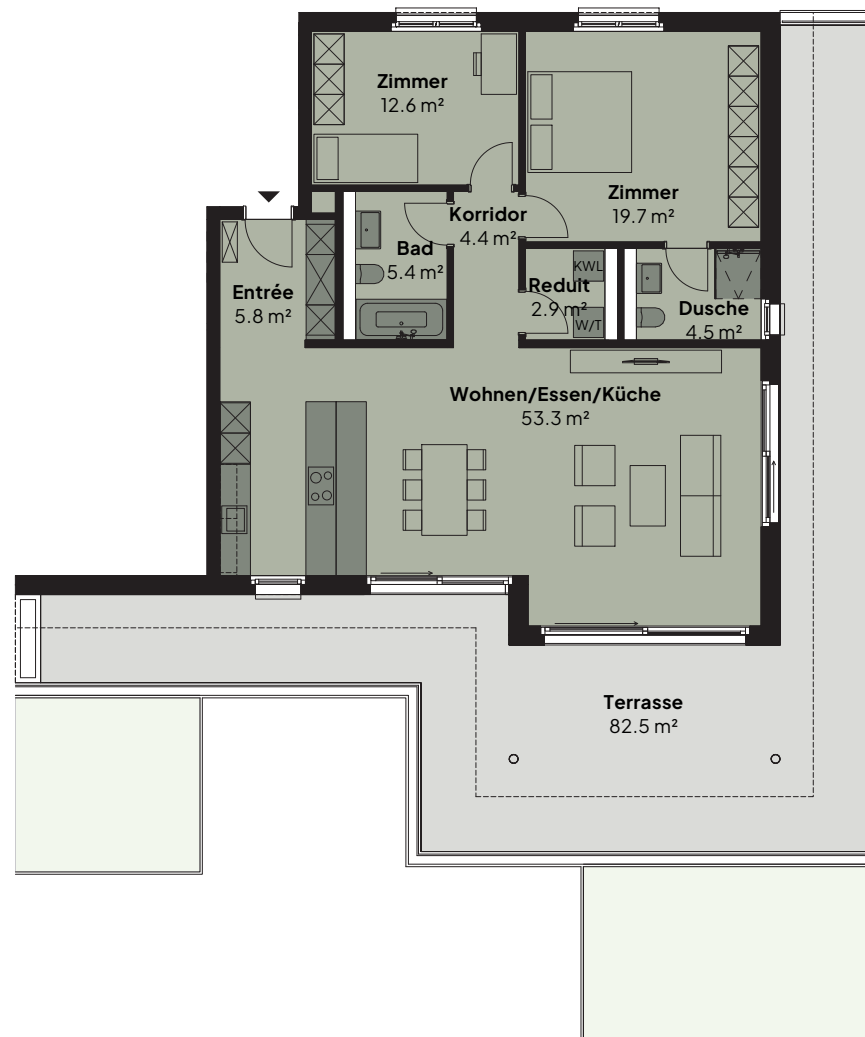 Zimmer
12.6 m²
Zimmer
19.7 m²
Korridor
4.4 m²
Bad
5.4 m²
Entrée
5.8 m²
KWL
Reduit
2.9 m²
W/T
Dusche
4.5 m²
Wohnen/Essen/Küche
53.3 m²
Terrasse
82.5 m²